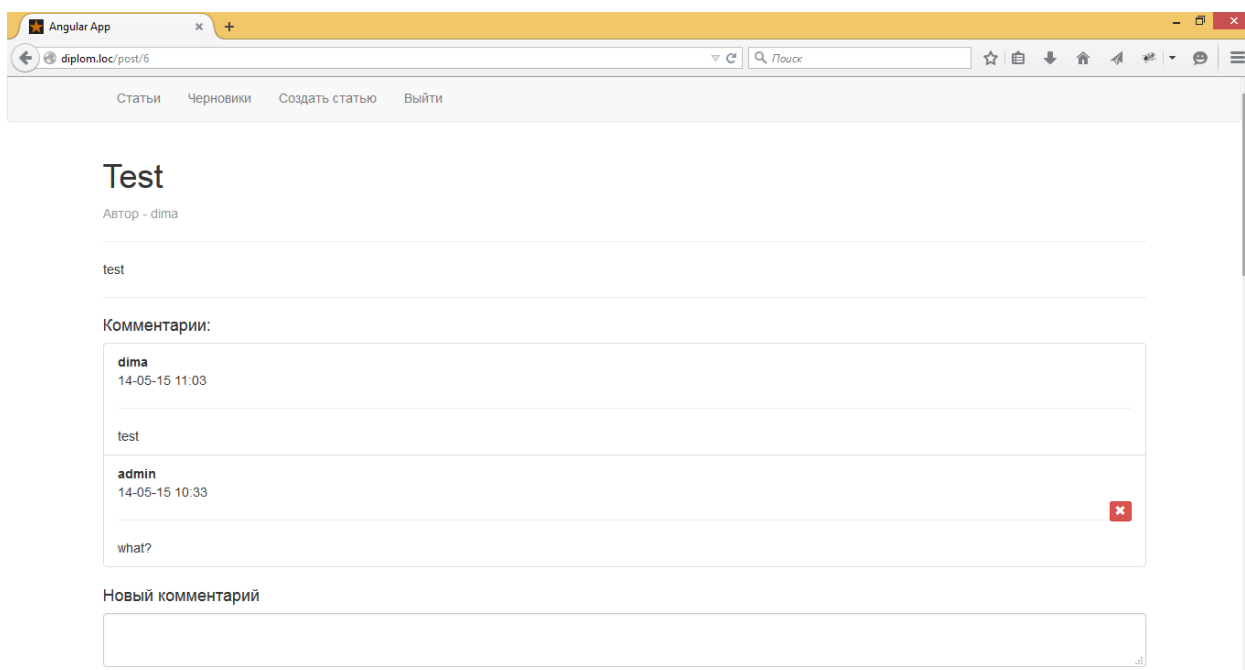 Angular App
diplom.loc/post/6
Поиск
Статьи Черновики Создать статью Выйти
Test
Автор - dima
test
Комментарии:
dima
14-05-15 11:03
test
admin
14-05-15 10:33
what?
Новый комментарий